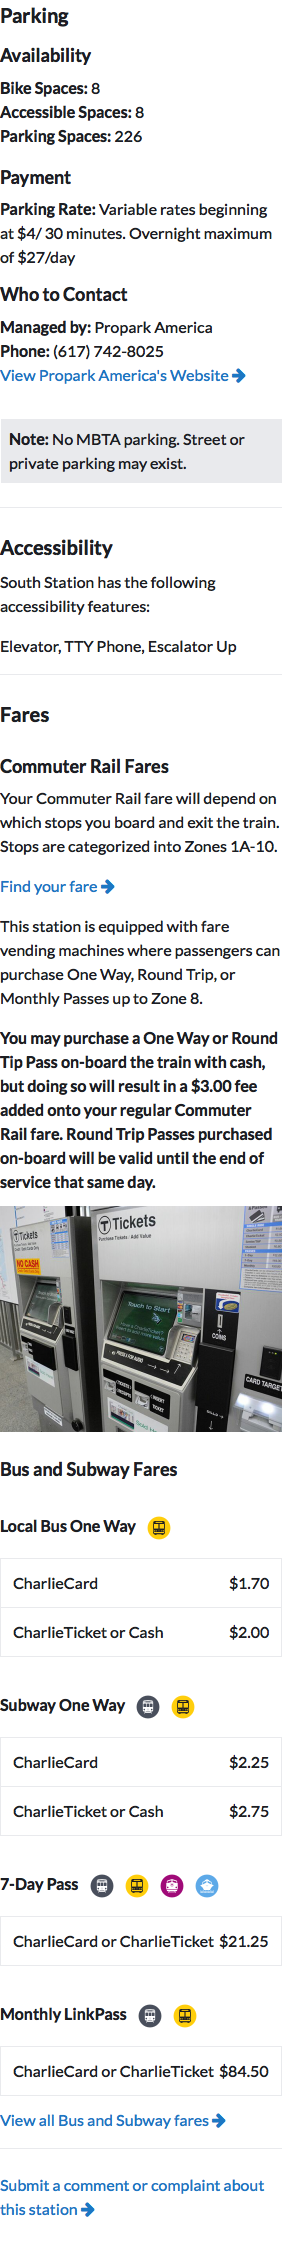 Parking
Availability
Bike Spaces: 8
Accessible Spaces: 8
Parking Spaces: 226
Payment
Parking Rate: Variable rates beginning
at $4/ 30 minutes. Overnight maximum
of $27/day
Who to Contact
Managed by: Propark America
Phone: (617) 742-8025
View Propark America's Website
Note: No MBTA parking. Street or
private parking may exist.
Accessibility
South Station has the following
accessibility features:
Elevator, TTY Phone, Escalator Up
Fares
Commuter Rail Fares
Your Commuter Rail fare will depend on
which stops you board and exit the train.
Stops are categorized into Zones 1A-10.
Find your fare
This station is equipped with fare
vending machines where passengers can
purchase One Way, Round Trip, or
Monthly Passes up to Zone 8.
You may purchase a One Way or Round
Tip Pass on-board the train with cash,
but doing so will result in a $3.00 fee
added onto your regular Commuter
Rail fare. Round Trip Passes purchased
on-board will be valid until the end of
service that same day.
T Tickets
NO CASH
T Tickets
Purchase Tickets / Add Value
Touch to Start
COINS
CARD TARGET
Bus and Subway Fares
Local Bus One Way
CharlieCard $1.70
CharlieTicket or Cash $2.00
Subway One Way
CharlieCard $2.25
CharlieTicket or Cash $2.75
7-Day Pass
CharlieCard or CharlieTicket $21.25
Monthly LinkPass
CharlieCard or CharlieTicket $84.50
View all Bus and Subway fares
Submit a comment or complaint about
this station